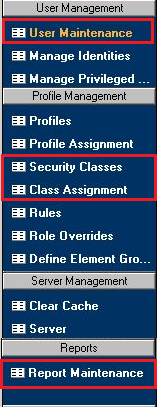 User Management
User Maintenance
Manage Identities
Manage Privileged ...
Profile Management
Profiles
Profile Assignment
Security Classes
Class Assignment
Rules
Role Overrides
Define Element Gro...
Server Management
Clear Cache
Server
Reports
Report Maintenance